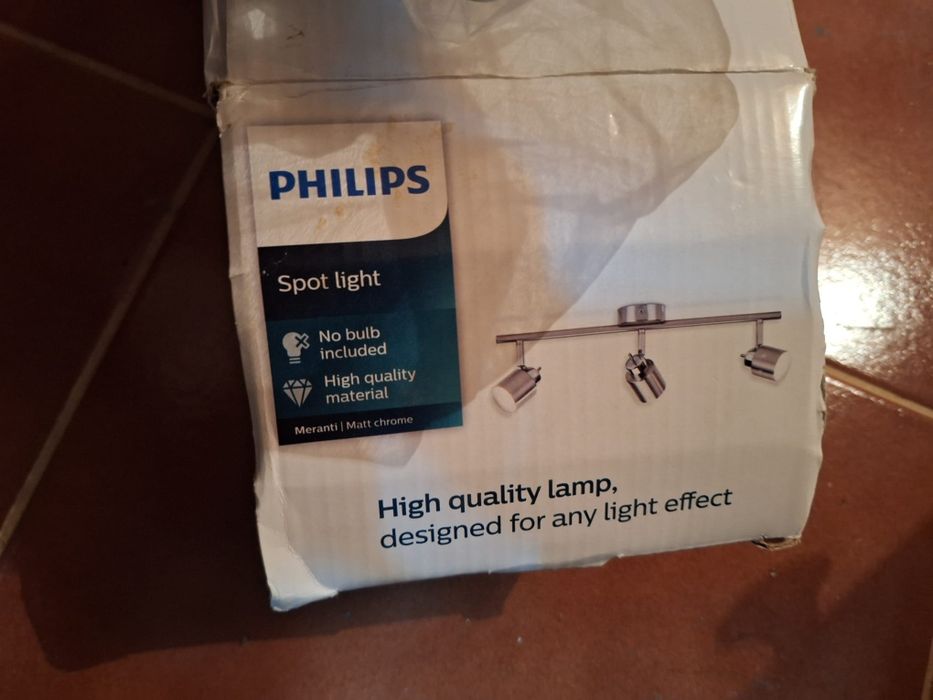 PHILIPS
Spot light
No bulb
included
High quality
material
Meranti | Matt chrome
High quality lamp,
designed for any light effect